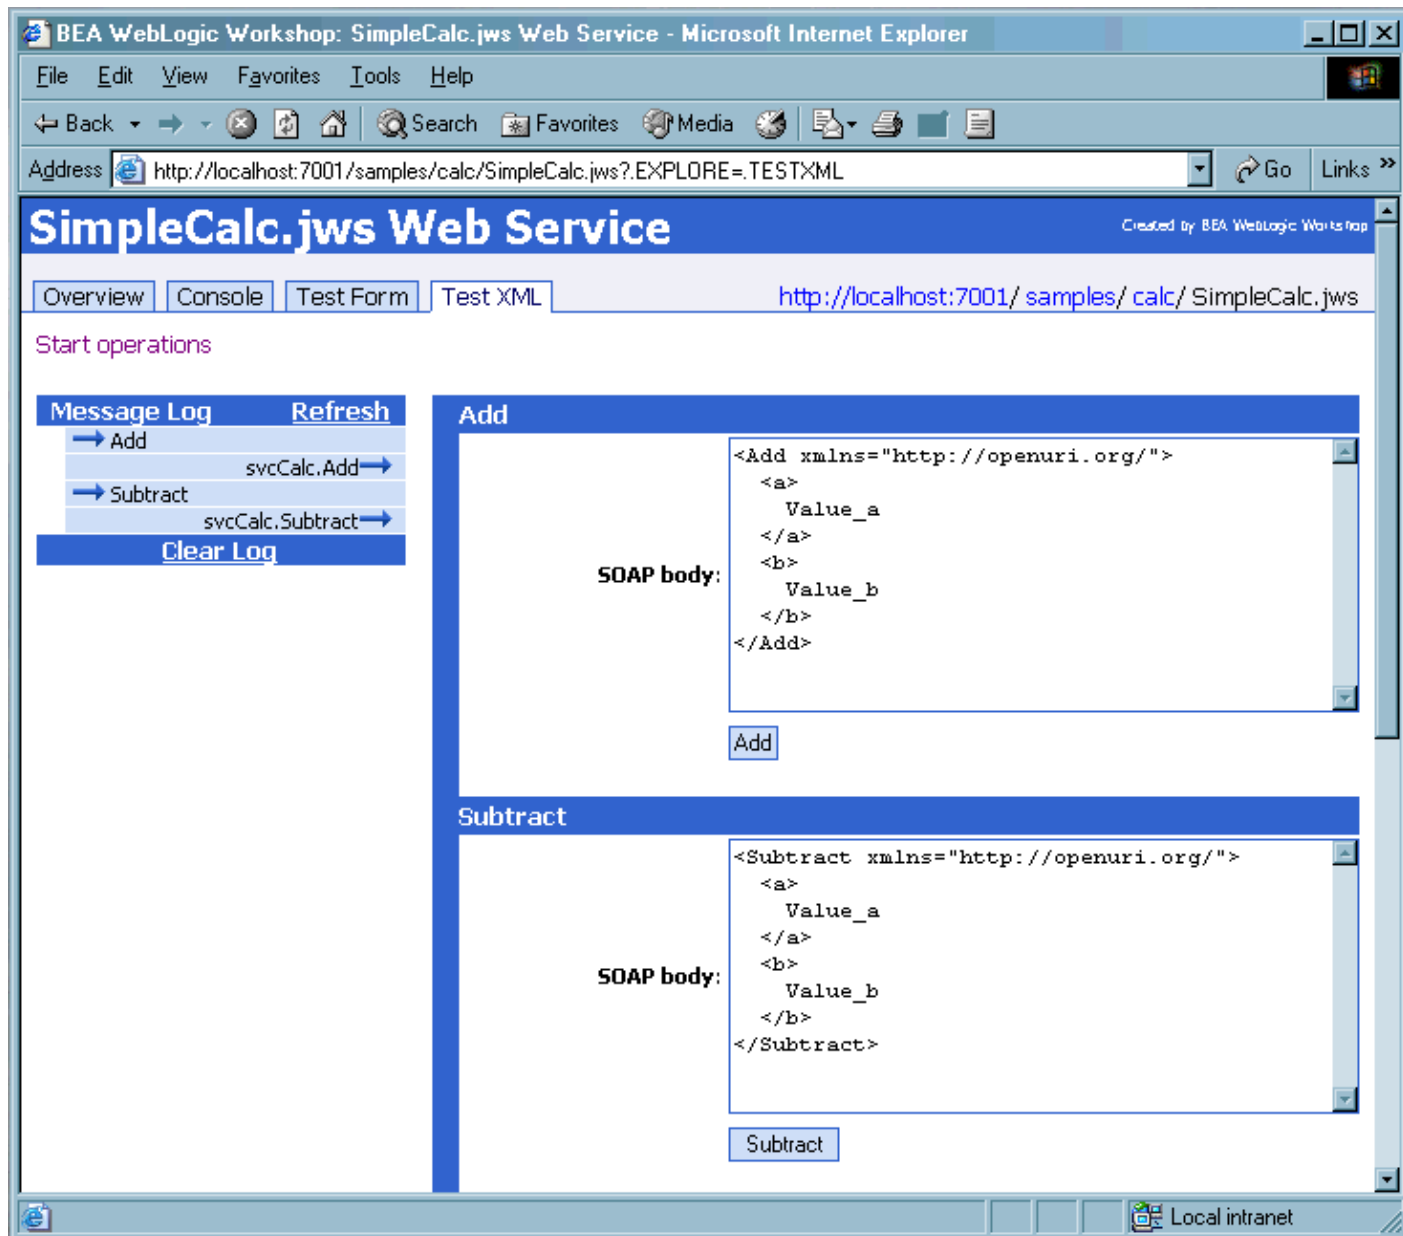 BEA WebLogic Workshop: SimpleCalc.jws Web Service - Microsoft Internet Explorer
File Edit View Favorites Tools Help
Back Search Favorites Media
Address http://localhost:7001/samples/calc/SimpleCalc.jws?.EXPLORE=.TESTXML Go Links »
SimpleCalc.jws Web Service
Created by BEA WebLogic Workshop
Overview Console Test Form Test XML http://localhost:7001/ samples/ calc/ SimpleCalc.jws
Start operations
Message Log Refresh
Add
svcCalc.Add
Subtract
svcCalc.Subtract
Clear Log
Add
SOAP body:
<Add xmlns="http://openuri.org/">
  <a>
    Value_a
  </a>
  <b>
    Value_b
  </b>
</Add>
Add
Subtract
SOAP body:
<Subtract xmlns="http://openuri.org/">
  <a>
    Value_a
  </a>
  <b>
    Value_b
  </b>
</Subtract>
Subtract
Local intranet